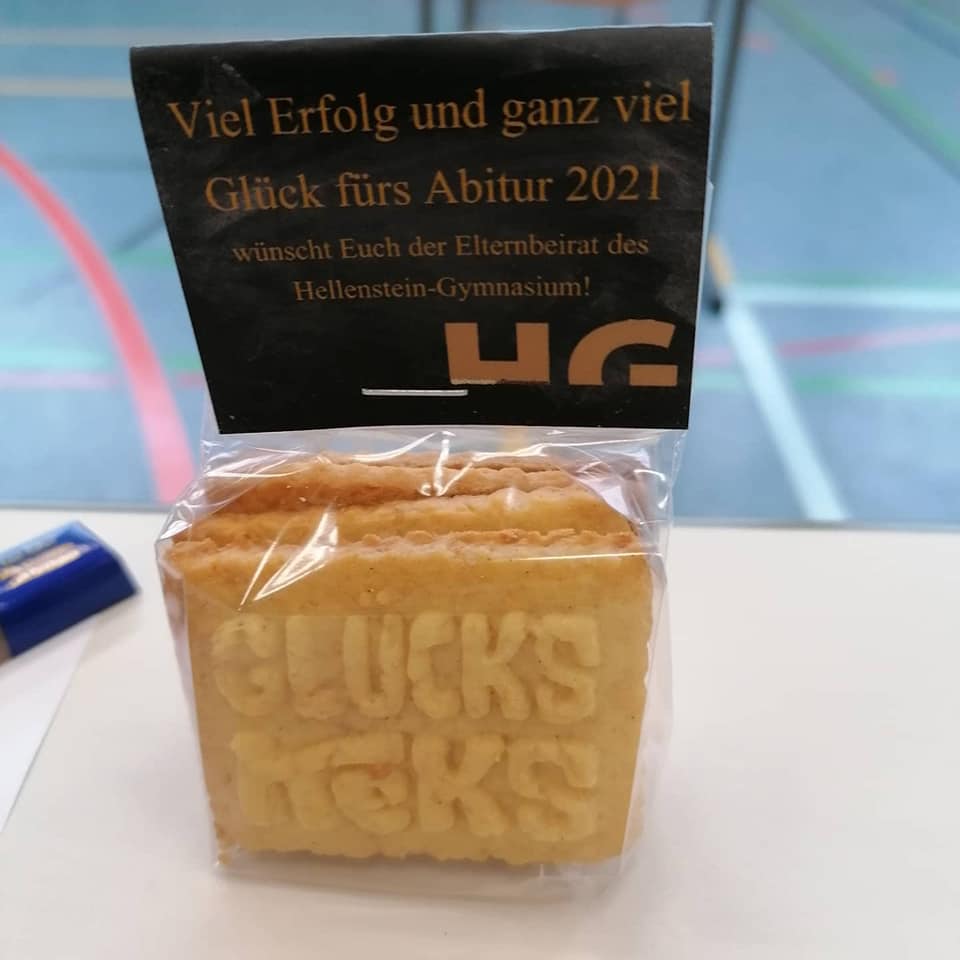 Viel Erfolg und ganz viel
Glück fürs Abitur 2021
wünscht Euch der Elternbeirat des
Hellenstein-Gymnasium!
HG
GLÜCKS
KeKS